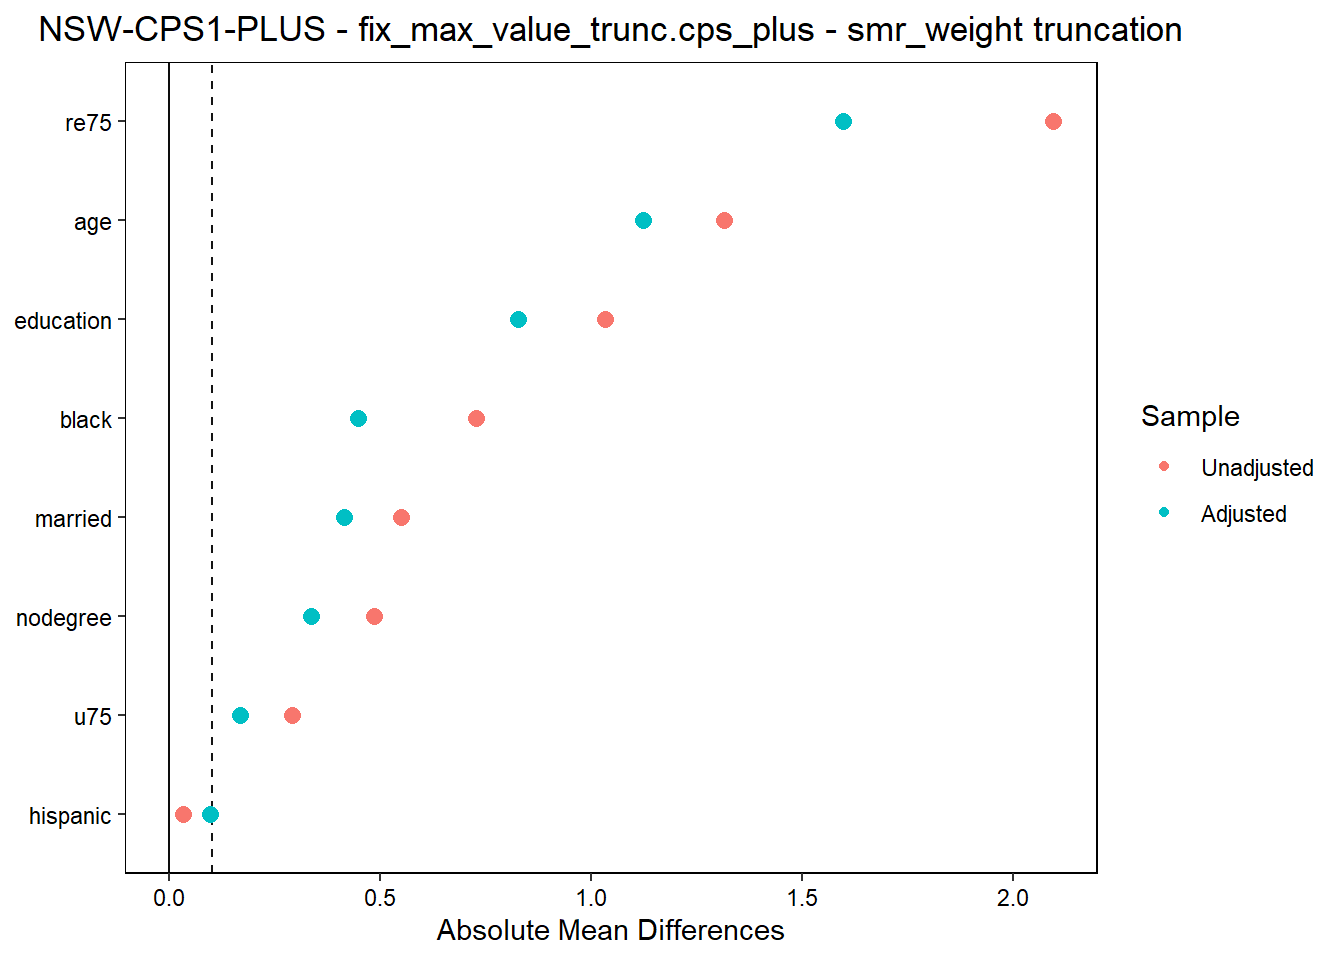 NSW-CPS1-PLUS - fix_max_value_trunc.cps_plus - smr_weight truncation
re75
age
education
black
married
nodegree
u75
hispanic
0.0 0.5 1.0 1.5 2.0
Absolute Mean Differences
Sample
Unadjusted
Adjusted